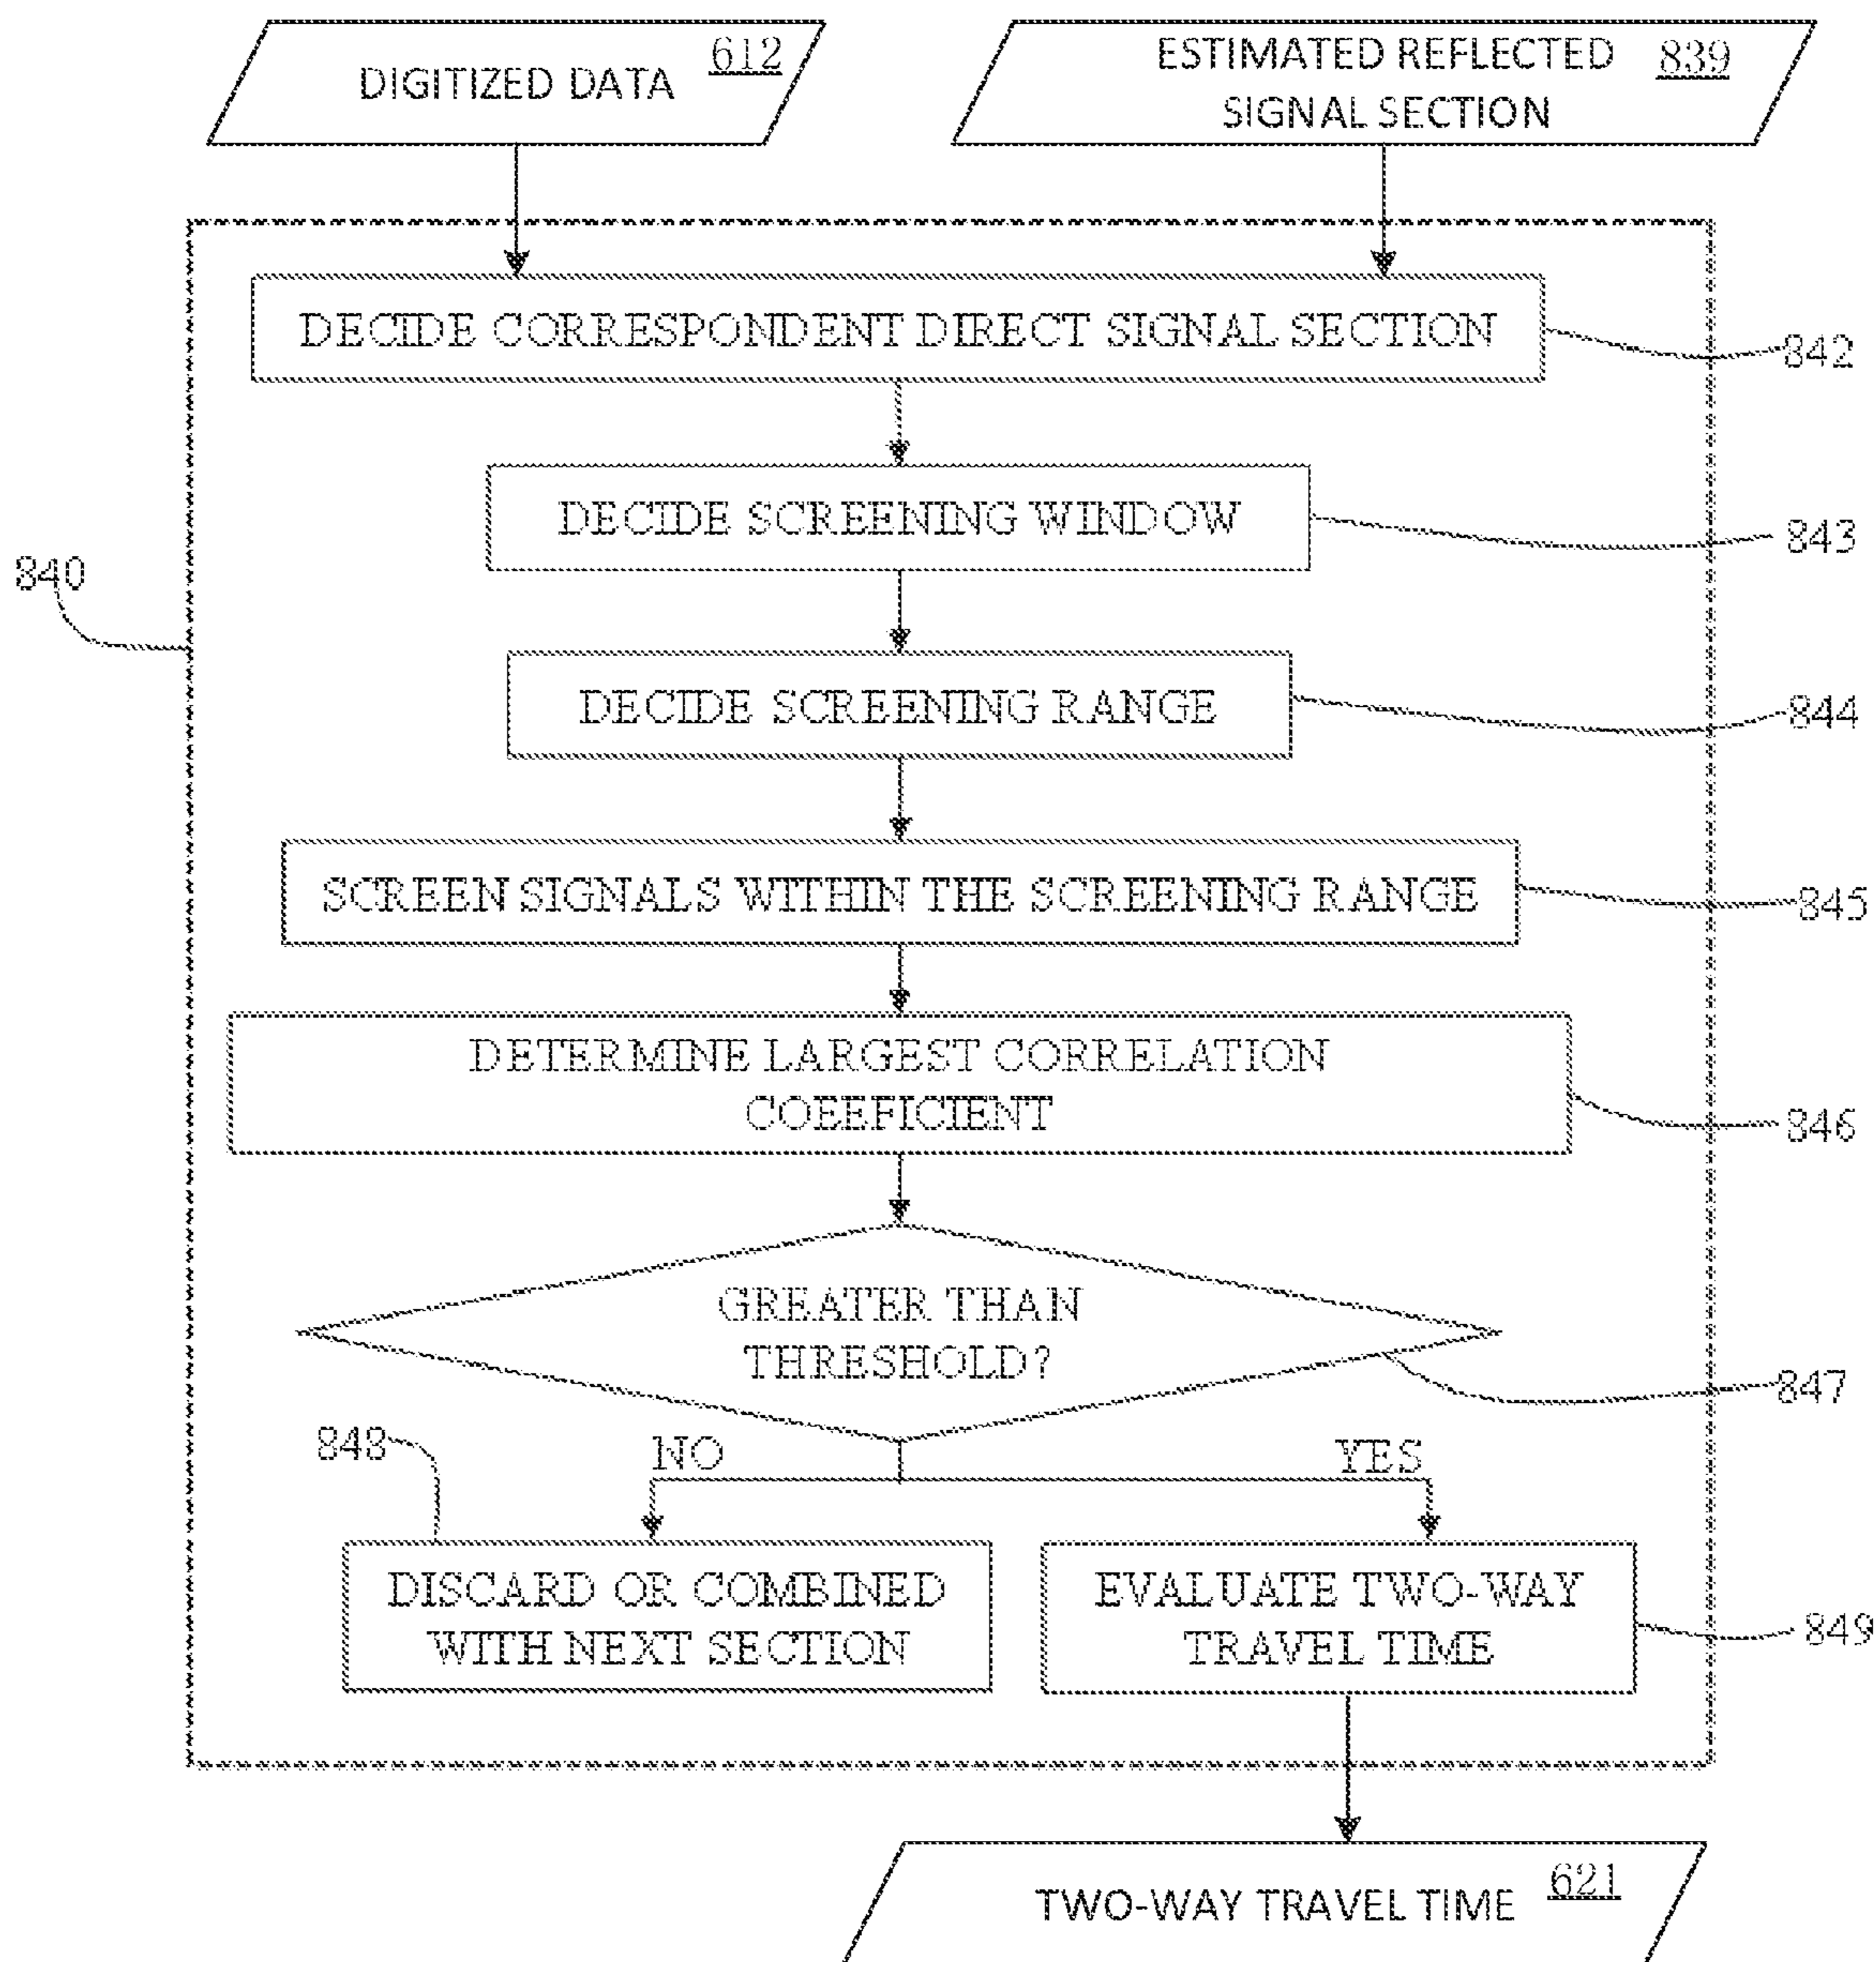 DIGITIZED DATA 612
ESTIMATED REFLECTED 839
SIGNAL SECTION
DECIDE CORRESPONDENT DIRECT SIGNAL SECTION
842
DECIDE SCREENING WINDOW
843
840
DECIDE SCREENING RANGE
844
SCREEN SIGNALS WITHIN THE SCREENING RANGE
845
DETERMINE LARGEST CORRELATION
COEEFICIENT
846
GREATER THAN
THRESHOLD?
847
848
NO
YES
DISCARD OR COMBINED
WITH NEXT SECTION
EVALUATE TWO-WAY
TRAVEL TIME
849
TWO-WAY TRAVEL TIME 621